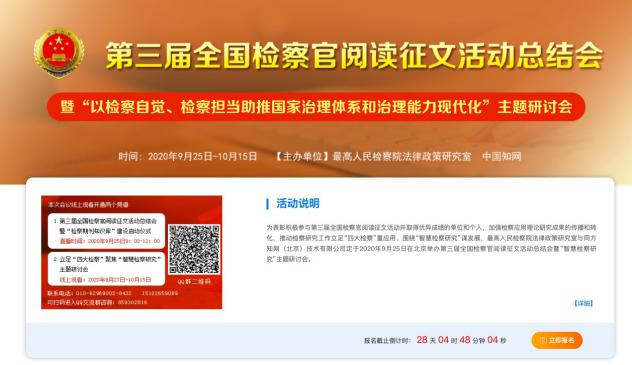 第三届全国检察官阅读征文活动总结会
暨“以检察自觉、检察担当助推国家治理体系和治理能力现代化”主题研讨会
时间：2020年9月25日-10月15日 【主办单位】最高人民检察院法律政策研究室 中国知网
本次会议线上观看开通两个频道：
1. 第三届全国检察官阅读征文活动总结会
暨“检察期刊知识库”建设启动仪式
直播时间：2020年9月25日9：00-12：00
2. 立足“四大检察”聚焦“智慧检察研究”
主题研讨会
线上观看：2020年9月27日-10月15日
QQ群二维码
联系电话：010-82969002-8432 15122659089
可扫码进入QQ交流群咨询：859302816
活动说明
为表彰积极参与第三届全国检察官阅读征文活动并取得优异成绩的单位和个人，加强检察应用理论研究成果的传播和转
化，推动检察研究工作立足“四大检察”重应用、围绕“智慧检察研究”谋发展，最高人民检察院法律政策研究室与同方
知网（北京）技术有限公司定于2020年9月25日在北京举办第三届全国检察官阅读征文活动总结会暨“智慧检察研
究”主题研讨会。
【详细】
报名截止倒计时： 28 天 04 时 48 分钟 04 秒
立即报名